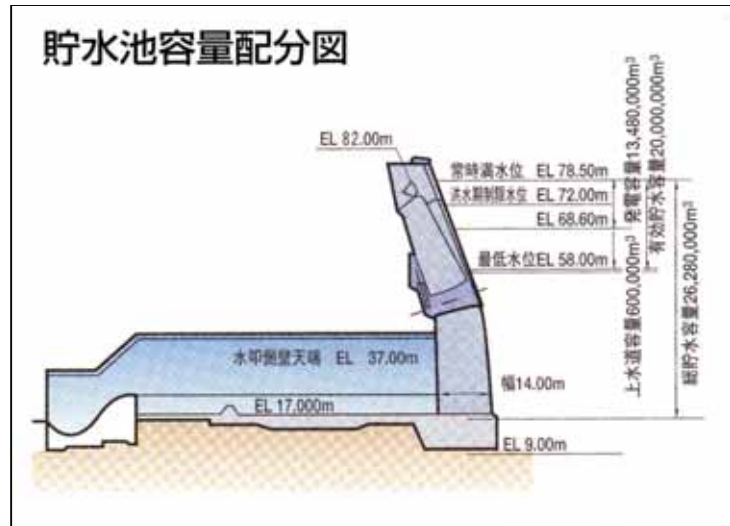 貯水池容量配分図
EL 82.00m
常時満水位 EL 78.50m
洪水期制限水位 EL 72.00m
EL 68.60m
最低水位 EL 58.00m
水叩側壁天端 EL 37.00m
幅14.00m
EL 17.000m
EL 9.00m
上水道容量600,000m³
発電容量13,480,000m³
有効貯水容量20,000,000m³
総貯水容量26,280,000m³